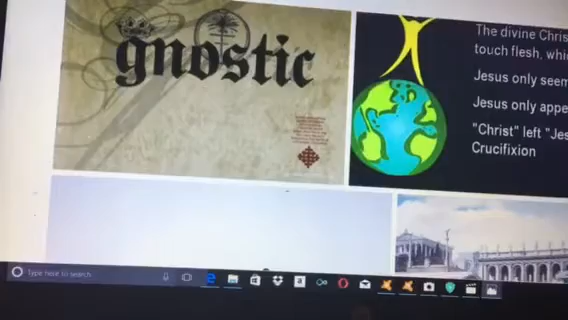 gnostic
The divine Chris
touch flesh, whic
Jesus only seem
Jesus only appe
"Christ" left "Jes
Crucifixion
Type here to search